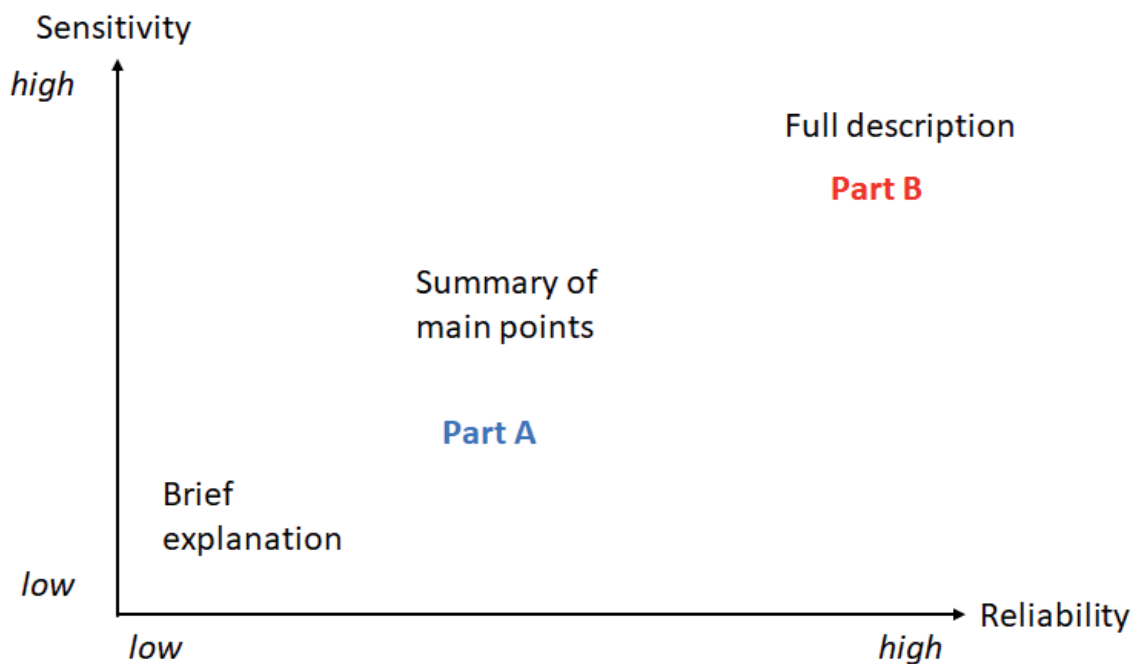 Sensitivity
high
Full description
Part B
Summary of
main points
Part A
Brief
explanation
low
Reliability
low
high